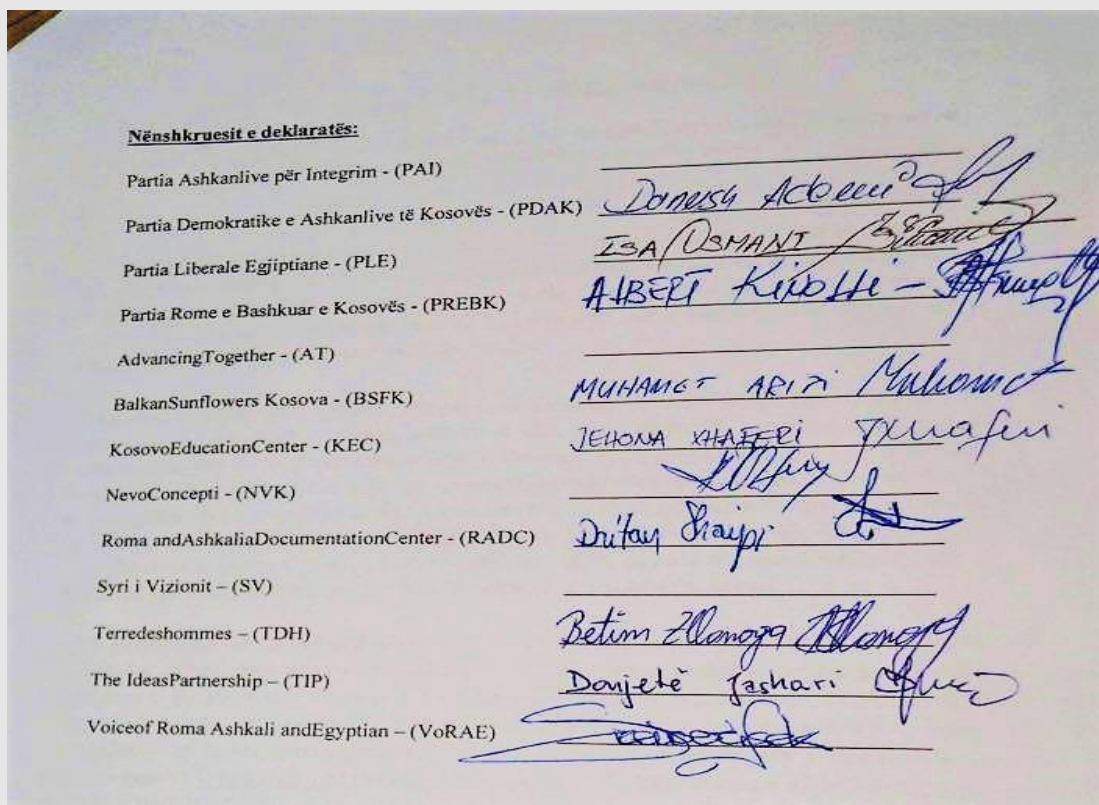 Nënshkruesit e deklaratës:
Partia Ashkanlive për Integrim - (PAI)
Partia Demokratike e Ashkanlive të Kosovës - (PDAK) Danush Ademi
Partia Liberale Egjiptiane - (PLE) ISA OSMANI
Partia Rome e Bashkuar e Kosovës - (PREBK) ALBERT Kinolli -
AdvancingTogether - (AT)
BalkanSunflowers Kosova - (BSFK) MUHAMET ARIFI Muhamet
KosovoEducationCenter - (KEC) JEHONA XHAFERI JXhaferi
NevoConcepti - (NVK)
Roma andAshkaliaDocumentationCenter - (RADC) Dritan
Syri i Vizionit – (SV)
Terredeshommes – (TDH) Betim
The IdeasPartnership – (TIP) Donjetë Jashari
Voiceof Roma Ashkali andEgyptian – (VoRAE)